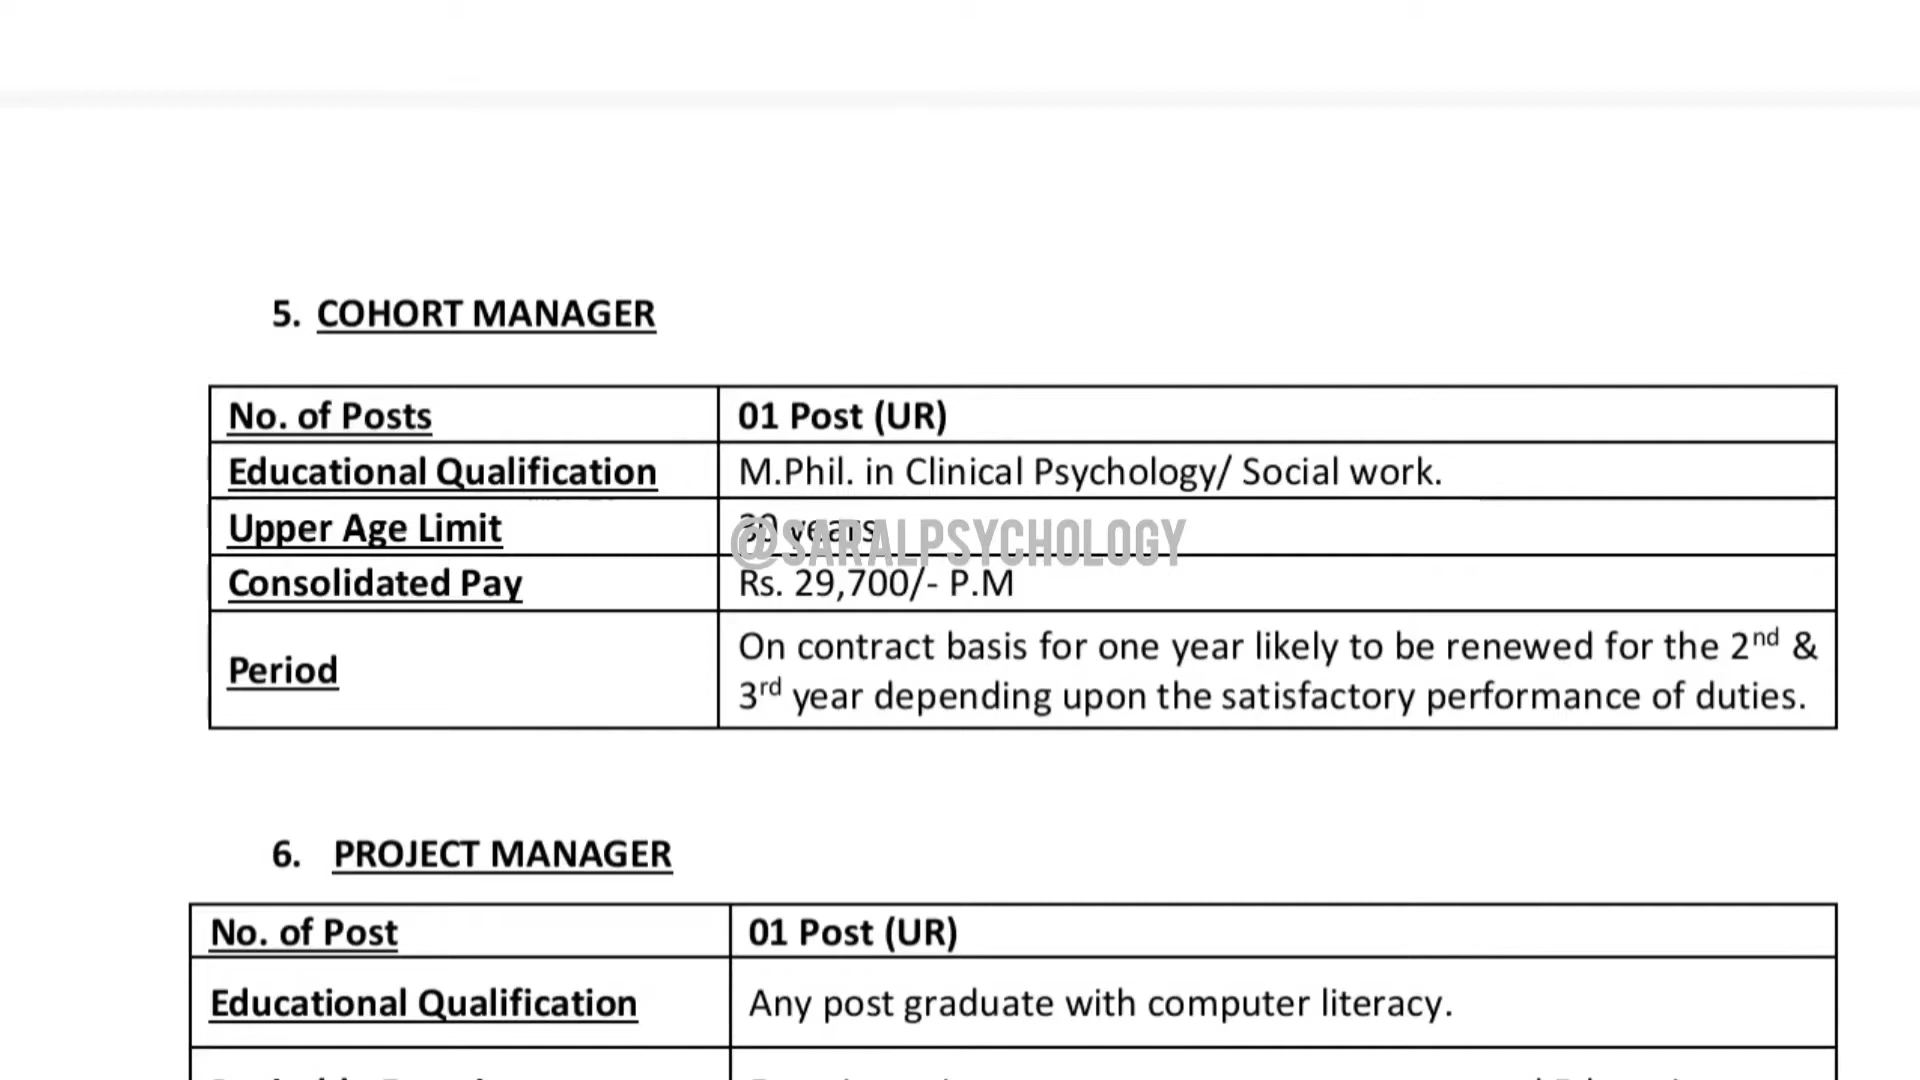 5. COHORT MANAGER
No. of Posts 01 Post (UR)
Educational Qualification M.Phil. in Clinical Psychology/ Social work.
Upper Age Limit 30 years
@SARALPSYCHOLOGY
Consolidated Pay Rs. 29,700/- P.M
Period On contract basis for one year likely to be renewed for the 2nd &
3rd year depending upon the satisfactory performance of duties.
6. PROJECT MANAGER
No. of Post 01 Post (UR)
Educational Qualification Any post graduate with computer literacy.